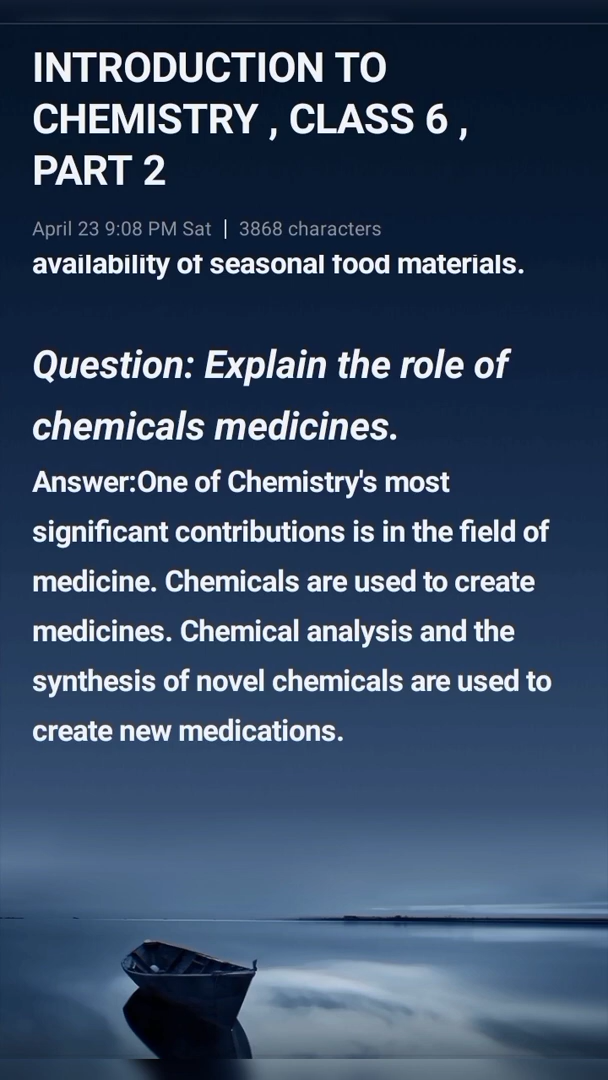 INTRODUCTION TO
CHEMISTRY , CLASS 6 ,
PART 2
April 23 9:08 PM Sat | 3868 characters
availability of seasonal food materials.
Question: Explain the role of
chemicals medicines.
Answer:One of Chemistry's most
significant contributions is in the field of
medicine. Chemicals are used to create
medicines. Chemical analysis and the
synthesis of novel chemicals are used to
create new medications.